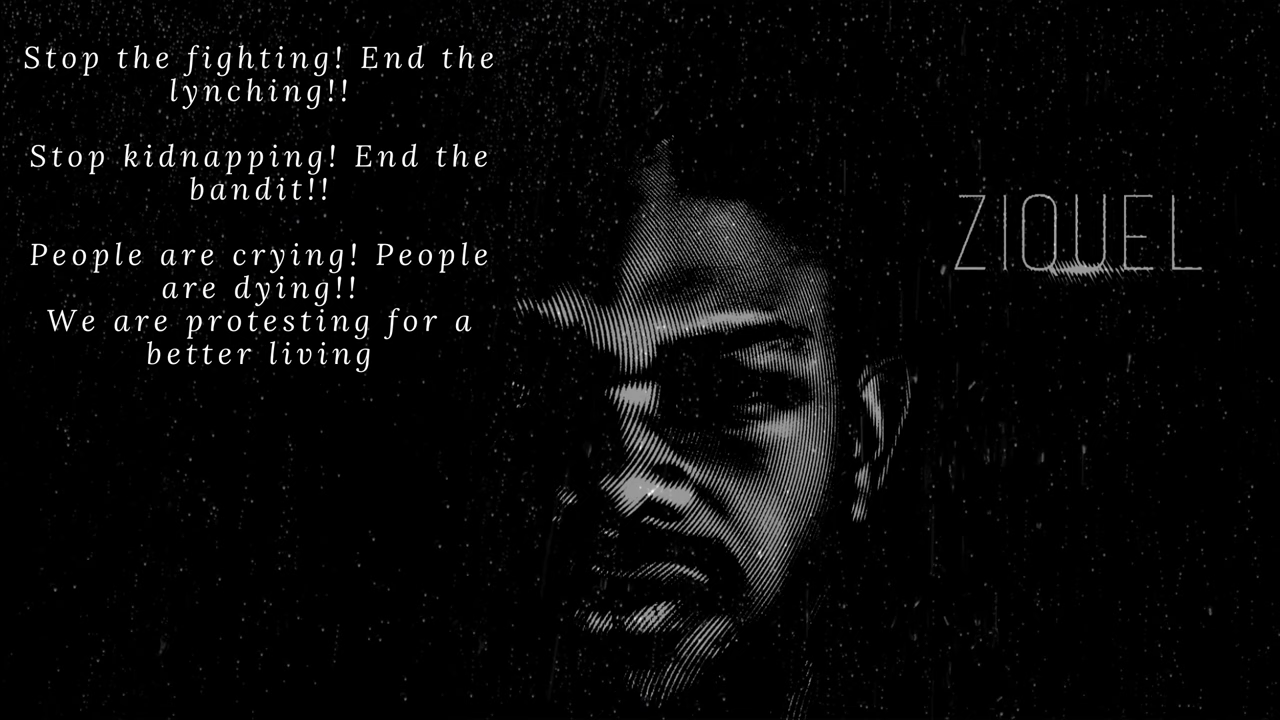 Stop the fighting! End the
lynching!!
Stop kidnapping! End the
bandit!!
People are crying! People
are dying!!
We are protesting for a
better living
ZIQUEL